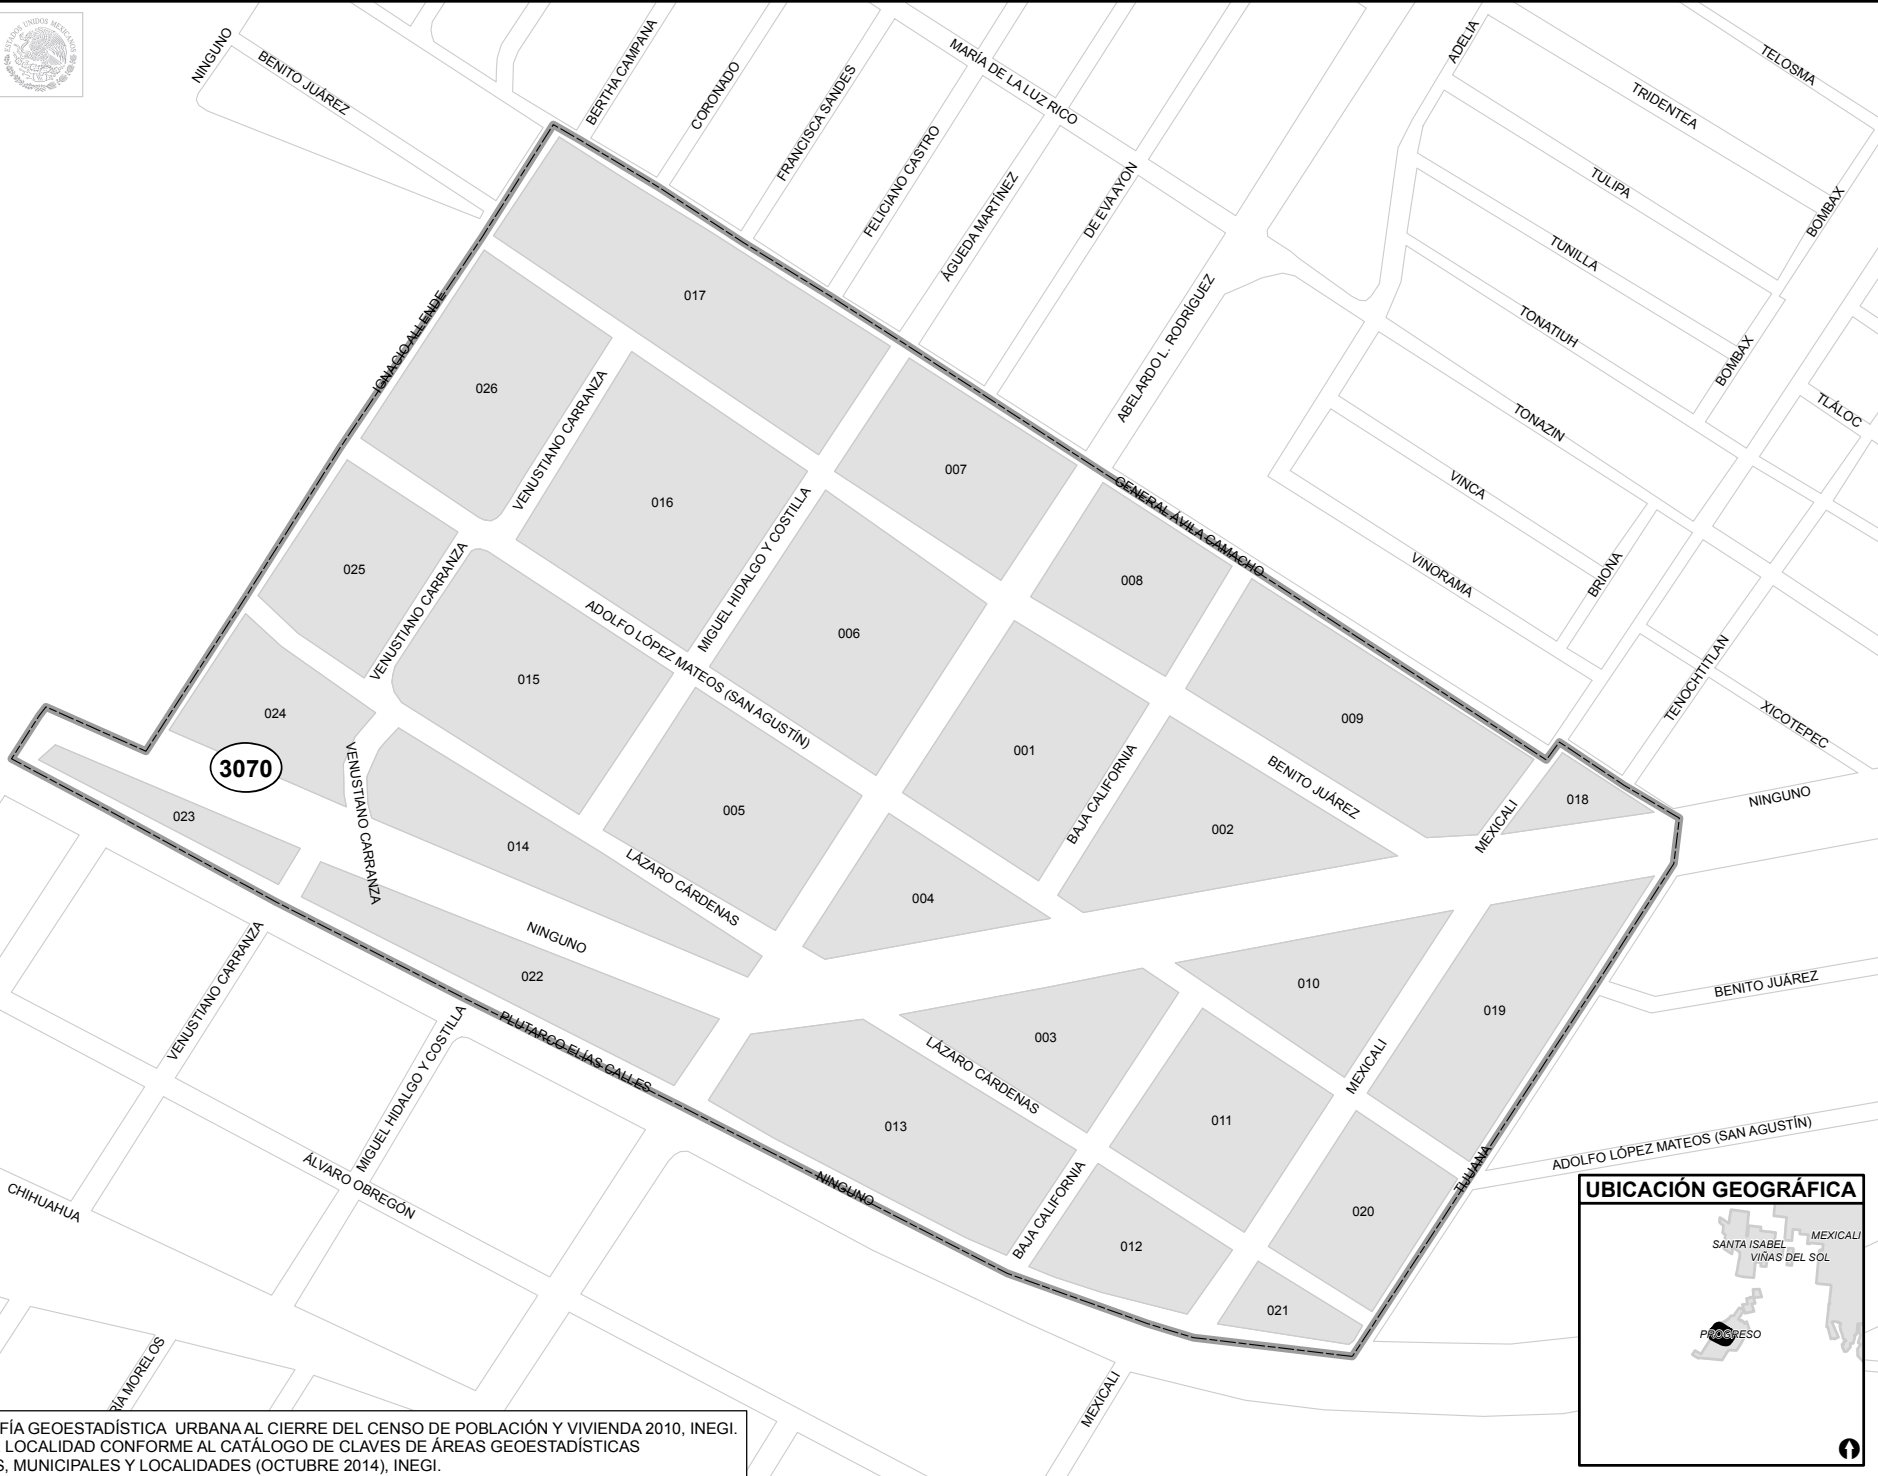 ESTADOS UNIDOS MEXICANOS
NINGUNO
BENITO JUÁREZ
BERTHA CAMPANA
CORONADO
FRANCISCA SANDES
FELICIANO CASTRO
MARÍA DE LA LUZ RICO
ÁGUEDA MARTÍNEZ
DE EVA AYON
ABELARDO L. RODRÍGUEZ
ADELIA
TELOSMA
TRIDENTEA
TULIPA
BOMBAX
TUNILLA
TONATIUH
BOMBAX
TLÁLOC
TONAZIN
VINCA
VINORAMA
BRIONA
TENOCHTITLAN
XICOTEPEC
NINGUNO
IGNACIO ALLENDE
017
026
VENUSTIANO CARRANZA
016
007
GENERAL ÁVILA CAMACHO
MIGUEL HIDALGO Y COSTILLA
025
VENUSTIANO CARRANZA
ADOLFO LÓPEZ MATEOS (SAN AGUSTÍN)
006
008
015
024
009
3070
VENUSTIANO CARRANZA
001
BAJA CALIFORNIA
BENITO JUÁREZ
MEXICALI
018
023
005
002
014
LÁZARO CÁRDENAS
004
NINGUNO
022
010
019
BENITO JUÁREZ
VENUSTIANO CARRANZA
MIGUEL HIDALGO Y COSTILLA
PLUTARCO ELÍAS CALLES
003
LÁZARO CÁRDENAS
MEXICALI
013
011
ADOLFO LÓPEZ MATEOS (SAN AGUSTÍN)
TIJUANA
CHIHUAHUA
ÁLVARO OBREGÓN
NINGUNO
BAJA CALIFORNIA
012
020
021
MEXICALI
RÍA MORELOS
UBICACIÓN GEOGRÁFICA
MEXICALI
SANTA ISABEL
VIÑAS DEL SOL
PROGRESO
FÍA GEOESTADÍSTICA URBANA AL CIERRE DEL CENSO DE POBLACIÓN Y VIVIENDA 2010, INEGI.
LOCALIDAD CONFORME AL CATÁLOGO DE CLAVES DE ÁREAS GEOESTADÍSTICAS
S, MUNICIPALES Y LOCALIDADES (OCTUBRE 2014), INEGI.